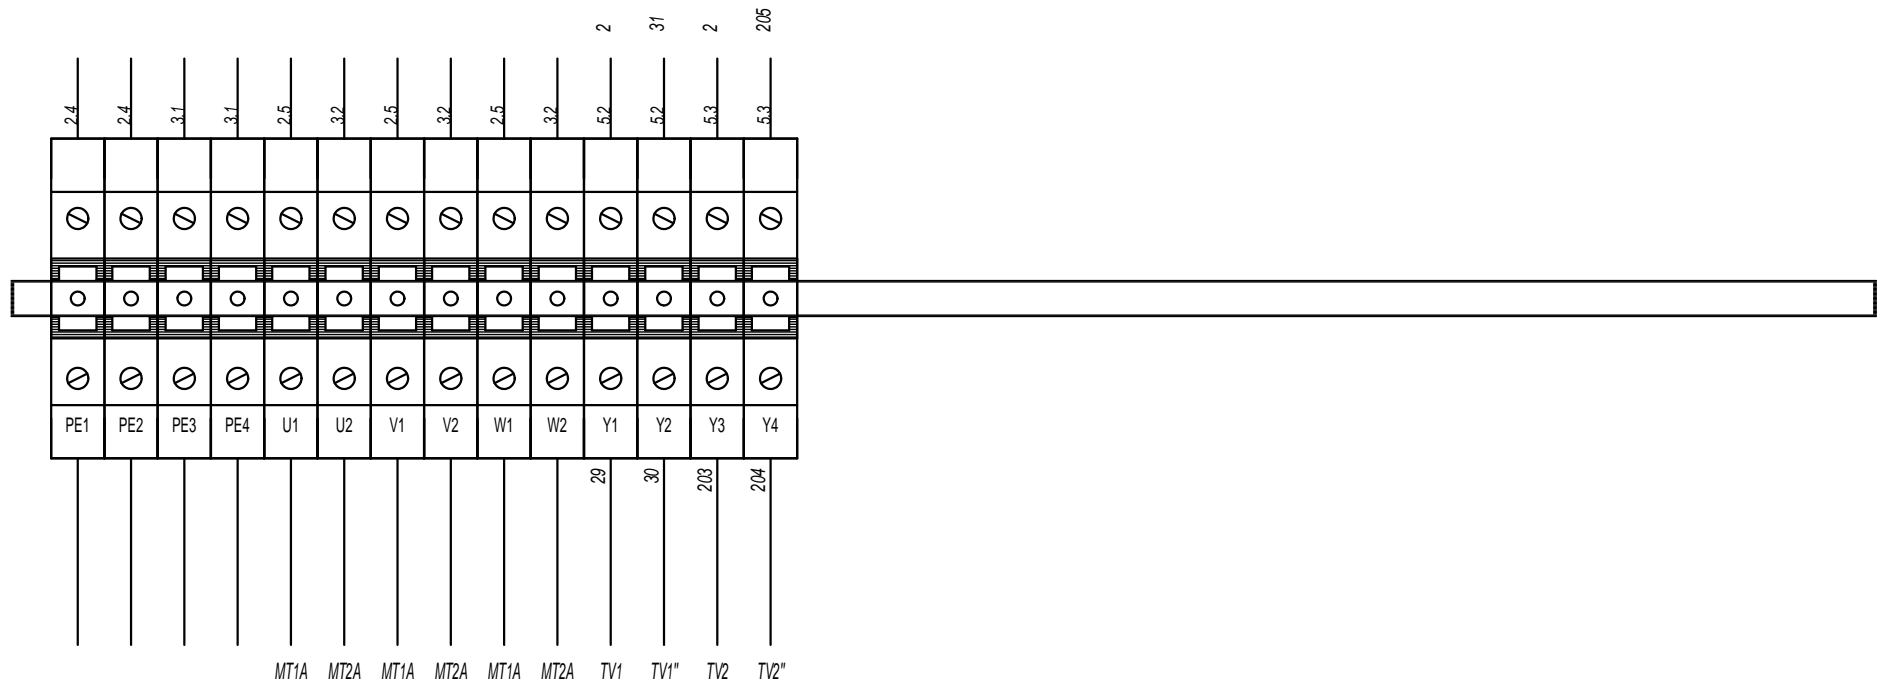 2 31 2 205
2.4 2.4 3.1 3.1 2.5 3.2 2.5 3.2 2.5 3.2 5.2 5.2 5.3 5.3
PE1 PE2 PE3 PE4 U1 U2 V1 V2 W1 W2 Y1 Y2 Y3 Y4
29 30 203 204
MT1A MT2A MT1A MT2A MT1A MT2A TV1 TV1" TV2 TV2"